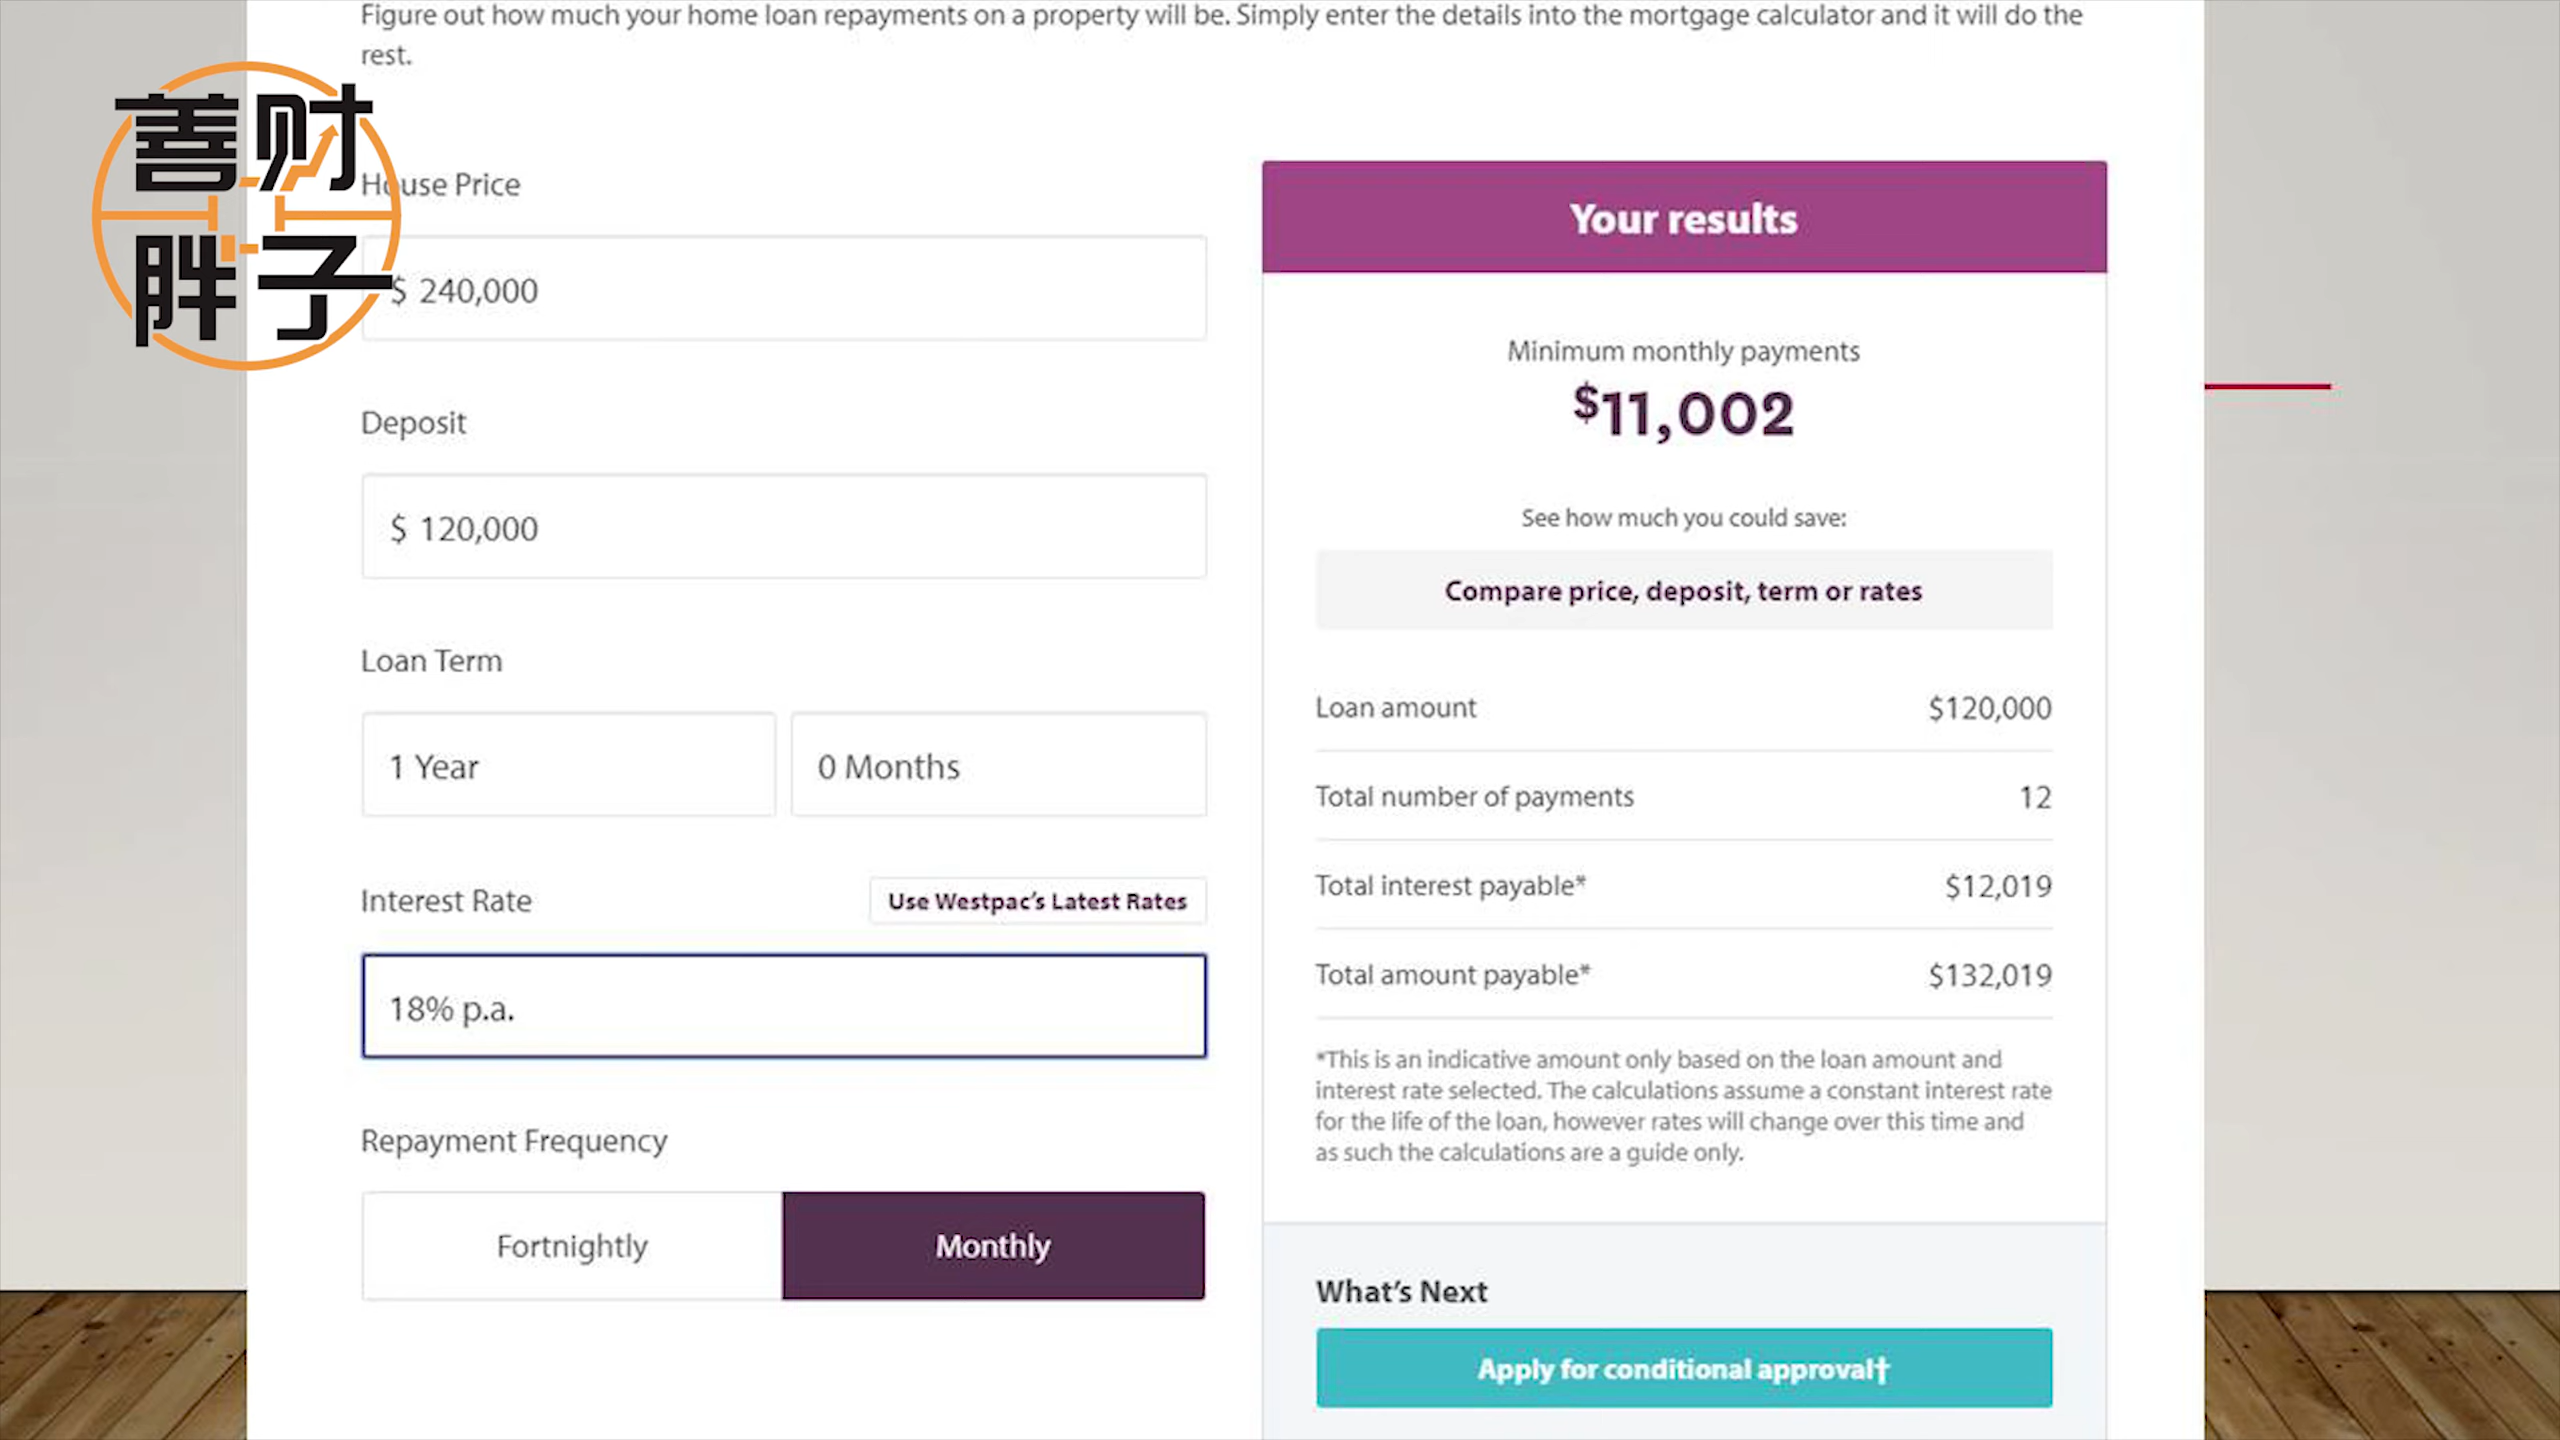 Figure out how much your home loan repayments on a property will be. Simply enter the details into the mortgage calculator and it will do the
rest.
善财
胖子
House Price
$ 240,000
Deposit
$ 120,000
Loan Term
1 Year
0 Months
Interest Rate
Use Westpac's Latest Rates
18% p.a.
Repayment Frequency
Fortnightly
Monthly
Your results
Minimum monthly payments
$11,002
See how much you could save:
Compare price, deposit, term or rates
Loan amount $120,000
Total number of payments 12
Total interest payable* $12,019
Total amount payable* $132,019
*This is an indicative amount only based on the loan amount and
interest rate selected. The calculations assume a constant interest rate
for the life of the loan, however rates will change over this time and
as such the calculations are a guide only.
What's Next
Apply for conditional approval†